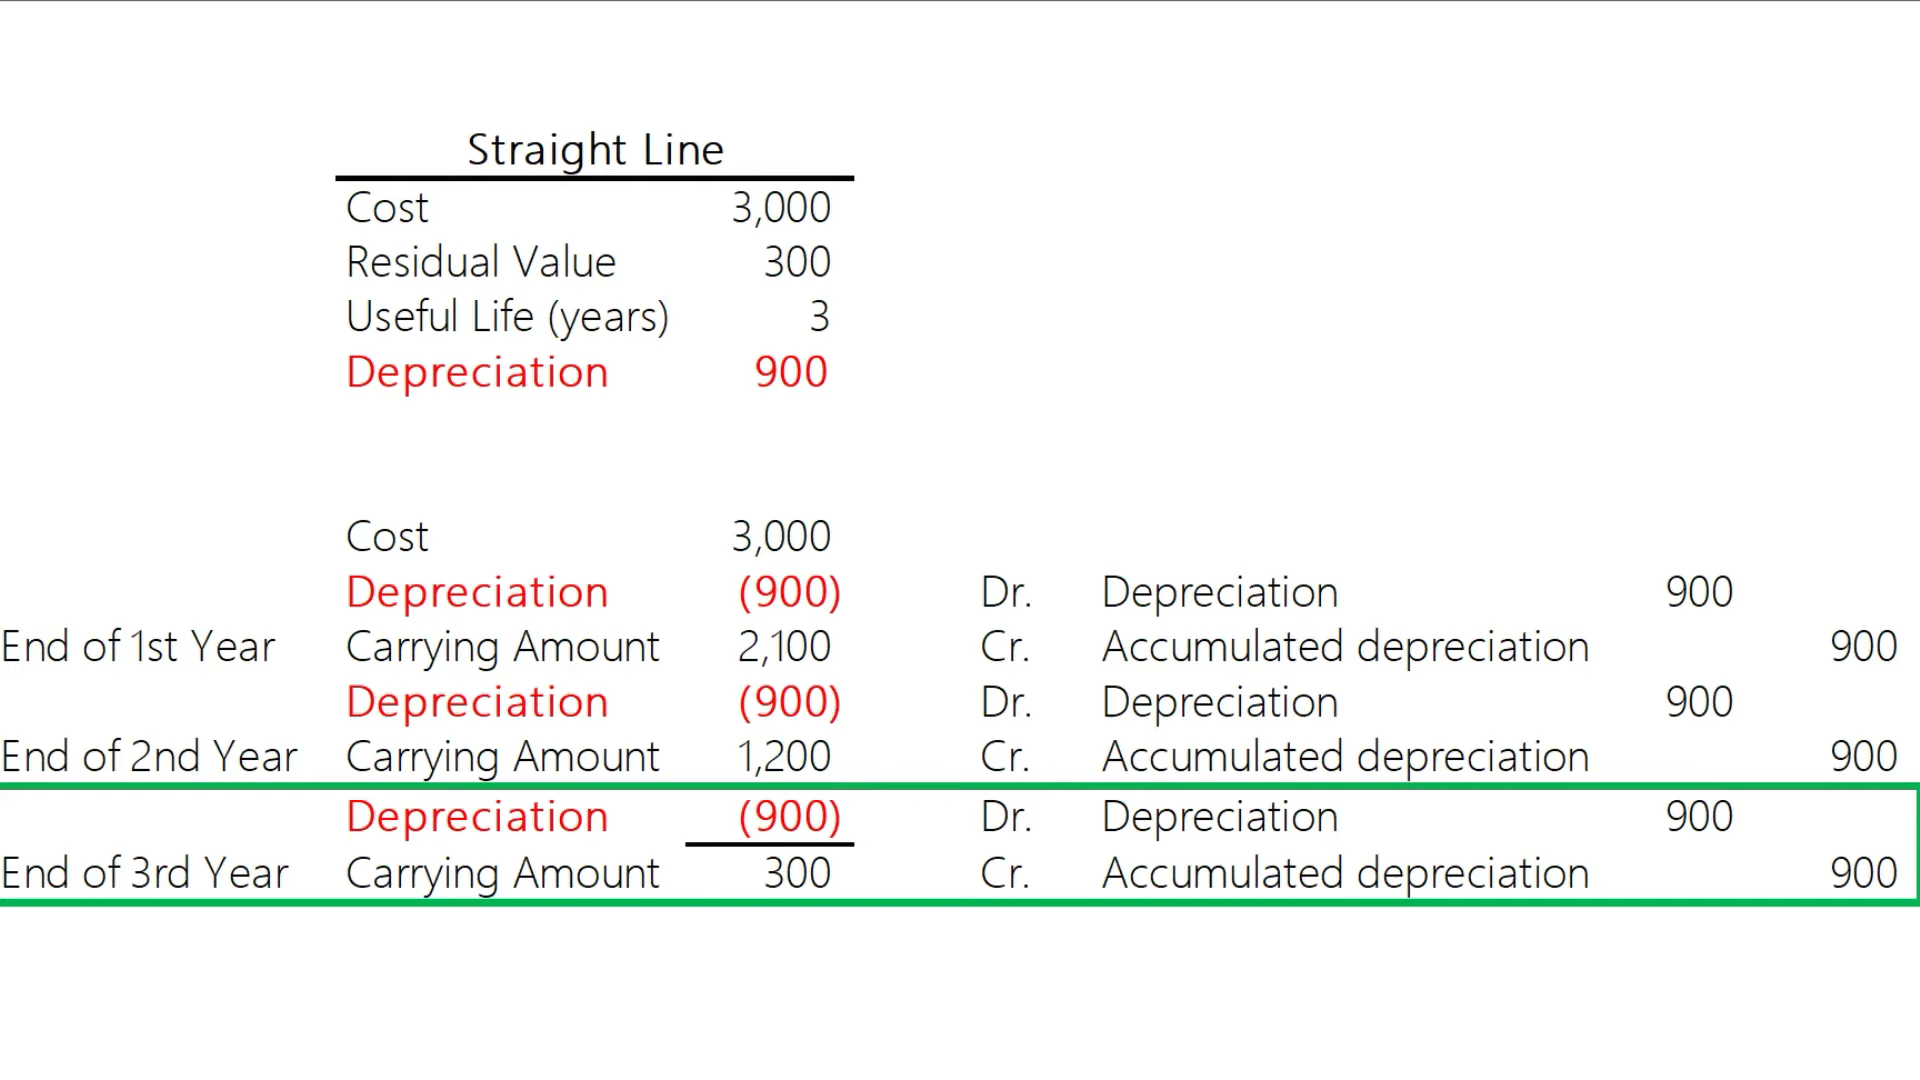 Straight Line
Cost 3,000
Residual Value 300
Useful Life (years) 3
Depreciation 900
Cost 3,000
Depreciation (900) Dr. Depreciation 900
End of 1st Year Carrying Amount 2,100 Cr. Accumulated depreciation 900
Depreciation (900) Dr. Depreciation 900
End of 2nd Year Carrying Amount 1,200 Cr. Accumulated depreciation 900
Depreciation (900) Dr. Depreciation 900
End of 3rd Year Carrying Amount 300 Cr. Accumulated depreciation 900